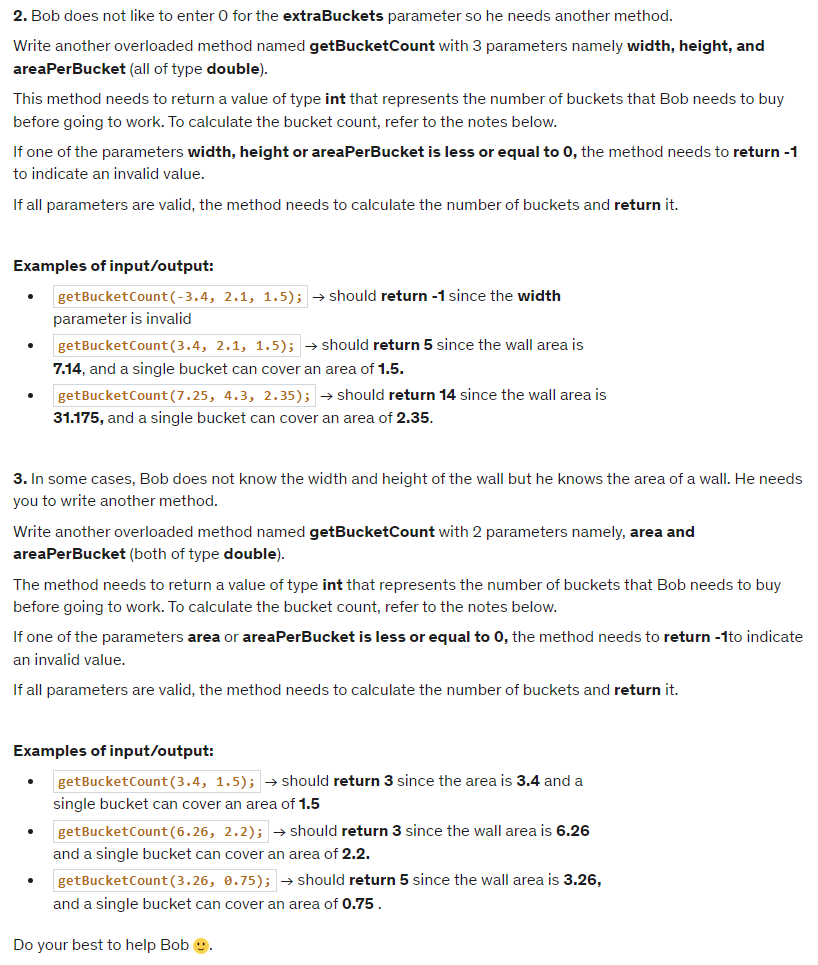 2. Bob does not like to enter 0 for the extraBuckets parameter so he needs another method.
Write another overloaded method named getBucketCount with 3 parameters namely width, height, and
areaPerBucket (all of type double).
This method needs to return a value of type int that represents the number of buckets that Bob needs to buy
before going to work. To calculate the bucket count, refer to the notes below.
If one of the parameters width, height or areaPerBucket is less or equal to 0, the method needs to return -1
to indicate an invalid value.
If all parameters are valid, the method needs to calculate the number of buckets and return it.
Examples of input/output:
• getBucketCount(-3.4, 2.1, 1.5); → should return -1 since the width
parameter is invalid
• getBucketCount(3.4, 2.1, 1.5); → should return 5 since the wall area is
7.14, and a single bucket can cover an area of 1.5.
• getBucketCount(7.25, 4.3, 2.35); → should return 14 since the wall area is
31.175, and a single bucket can cover an area of 2.35.
3. In some cases, Bob does not know the width and height of the wall but he knows the area of a wall. He needs
you to write another method.
Write another overloaded method named getBucketCount with 2 parameters namely, area and
areaPerBucket (both of type double).
The method needs to return a value of type int that represents the number of buckets that Bob needs to buy
before going to work. To calculate the bucket count, refer to the notes below.
If one of the parameters area or areaPerBucket is less or equal to 0, the method needs to return -1to indicate
an invalid value.
If all parameters are valid, the method needs to calculate the number of buckets and return it.
Examples of input/output:
• getBucketCount(3.4, 1.5); → should return 3 since the area is 3.4 and a
single bucket can cover an area of 1.5
• getBucketCount(6.26, 2.2); → should return 3 since the wall area is 6.26
and a single bucket can cover an area of 2.2.
• getBucketCount(3.26, 0.75); → should return 5 since the wall area is 3.26,
and a single bucket can cover an area of 0.75 .
Do your best to help Bob 🙂.